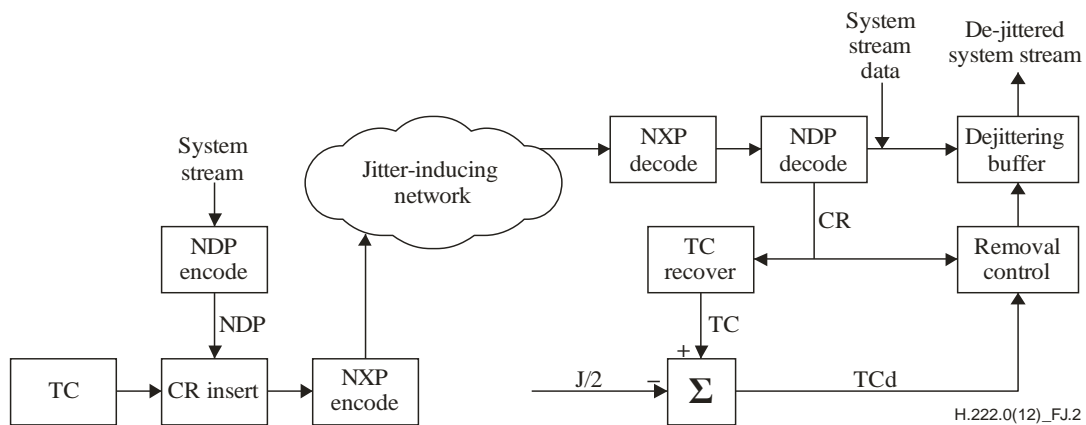 System
stream
data
De-jittered
system stream
System
stream
Jitter-inducing
network
NXP
decode
NDP
decode
Dejittering
buffer
NDP
encode
CR
TC
recover
Removal
control
NDP
TC
+
TC
CR insert
NXP
encode
J/2
–
Σ
TCd
H.222.0(12)_FJ.2